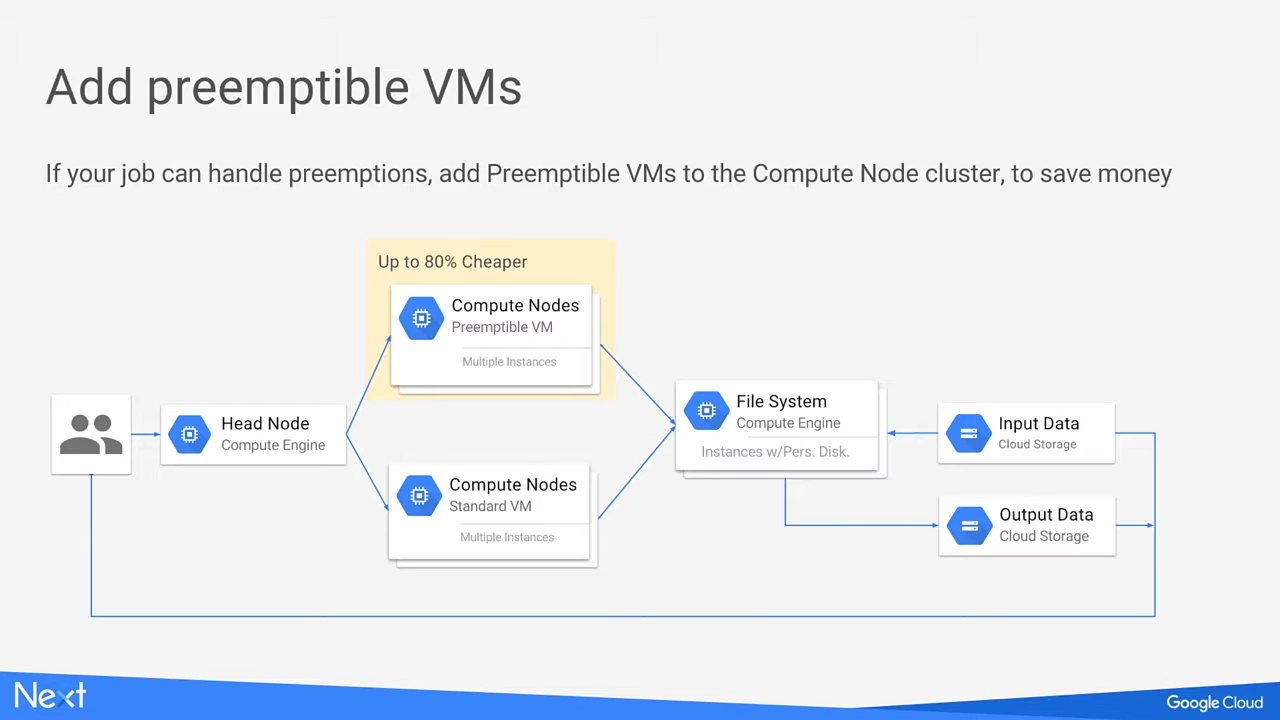 Add preemptible VMs
If your job can handle preemptions, add Preemptible VMs to the Compute Node cluster, to save money
Up to 80% Cheaper
Compute Nodes
Preemptible VM
Multiple Instances
Head Node
Compute Engine
Compute Nodes
Standard VM
Multiple Instances
File System
Compute Engine
Instances w/Pers. Disk.
Input Data
Cloud Storage
Output Data
Cloud Storage
Next
Google Cloud